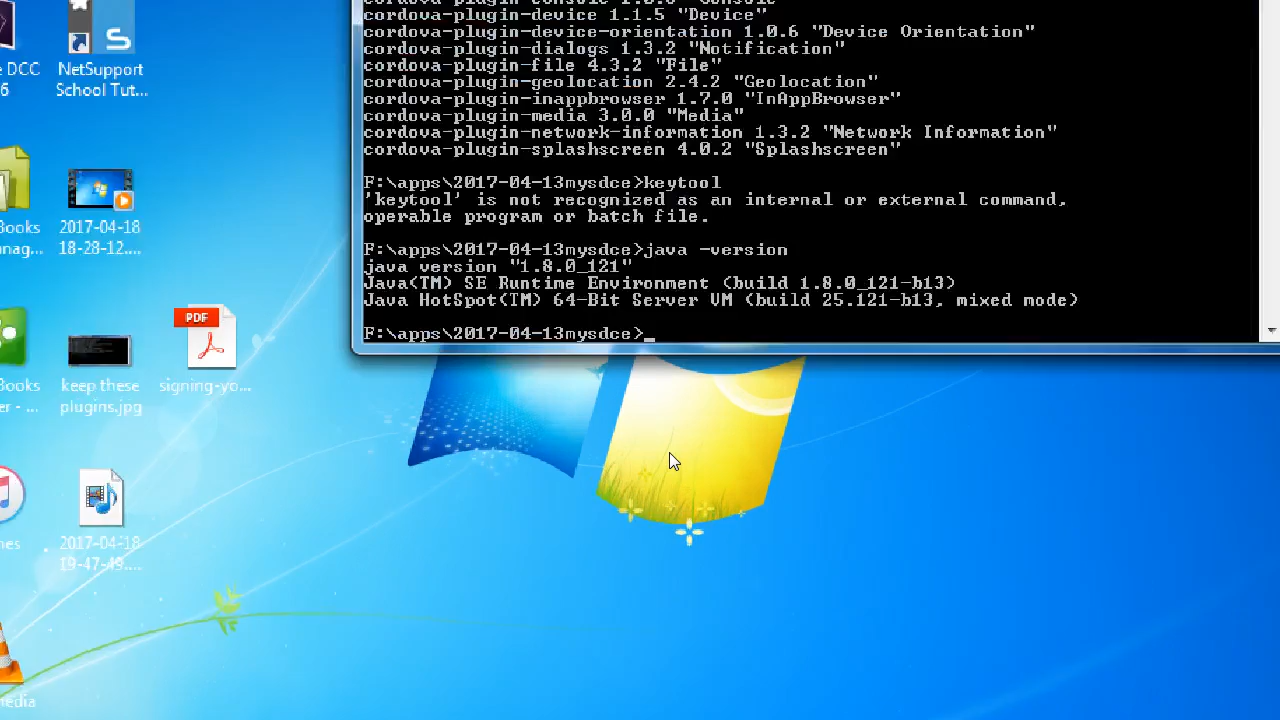 cordova-plugin-device 1.1.5 "Device"
cordova-plugin-device-orientation 1.0.6 "Device Orientation"
cordova-plugin-dialogs 1.3.2 "Notification"
cordova-plugin-file 4.3.2 "File"
cordova-plugin-geolocation 2.4.2 "Geolocation"
cordova-plugin-inappbrowser 1.7.0 "InAppBrowser"
cordova-plugin-media 3.0.0 "Media"
cordova-plugin-network-information 1.3.2 "Network Information"
cordova-plugin-splashscreen 4.0.2 "Splashscreen"
F:\apps\2017-04-13mysdce>keytool
'keytool' is not recognized as an internal or external command,
operable program or batch file.
F:\apps\2017-04-13mysdce>java -version
java version "1.8.0_121"
Java(TM) SE Runtime Environment (build 1.8.0_121-b13)
Java HotSpot(TM) 64-Bit Server VM (build 25.121-b13, mixed mode)
F:\apps\2017-04-13mysdce>_
DCC
6
NetSupport
School Tut...
Books
2017-04-18
18-28-12....
PDF
Books
keep these
plugins.jpg
signing-yo...
2017-04-18
19-47-49....